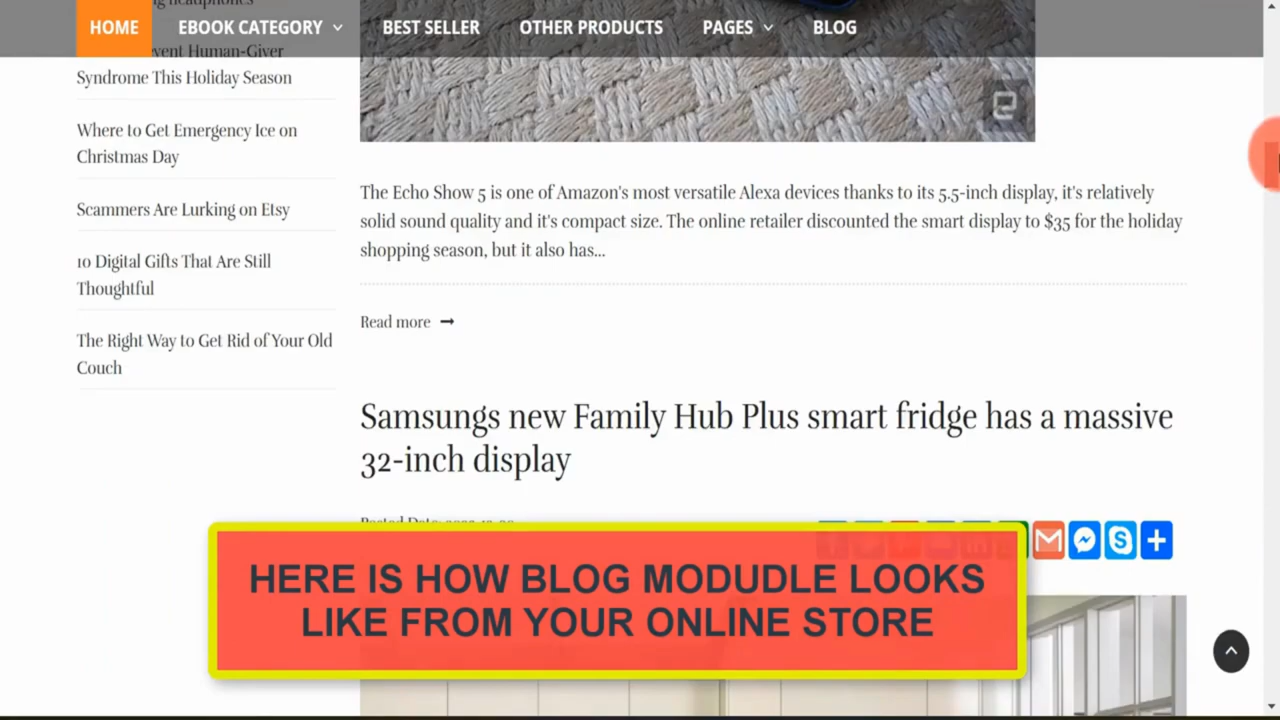 HOME EBOOK CATEGORY BEST SELLER OTHER PRODUCTS PAGES BLOG
Human-Giver
Syndrome This Holiday Season
Where to Get Emergency Ice on
Christmas Day
Scammers Are Lurking on Etsy
10 Digital Gifts That Are Still
Thoughtful
The Right Way to Get Rid of Your Old
Couch
The Echo Show 5 is one of Amazon's most versatile Alexa devices thanks to its 5.5-inch display, it's relatively
solid sound quality and it's compact size. The online retailer discounted the smart display to $35 for the holiday
shopping season, but it also has...
Read more
Samsungs new Family Hub Plus smart fridge has a massive
32-inch display
HERE IS HOW BLOG MODUDLE LOOKS
LIKE FROM YOUR ONLINE STORE